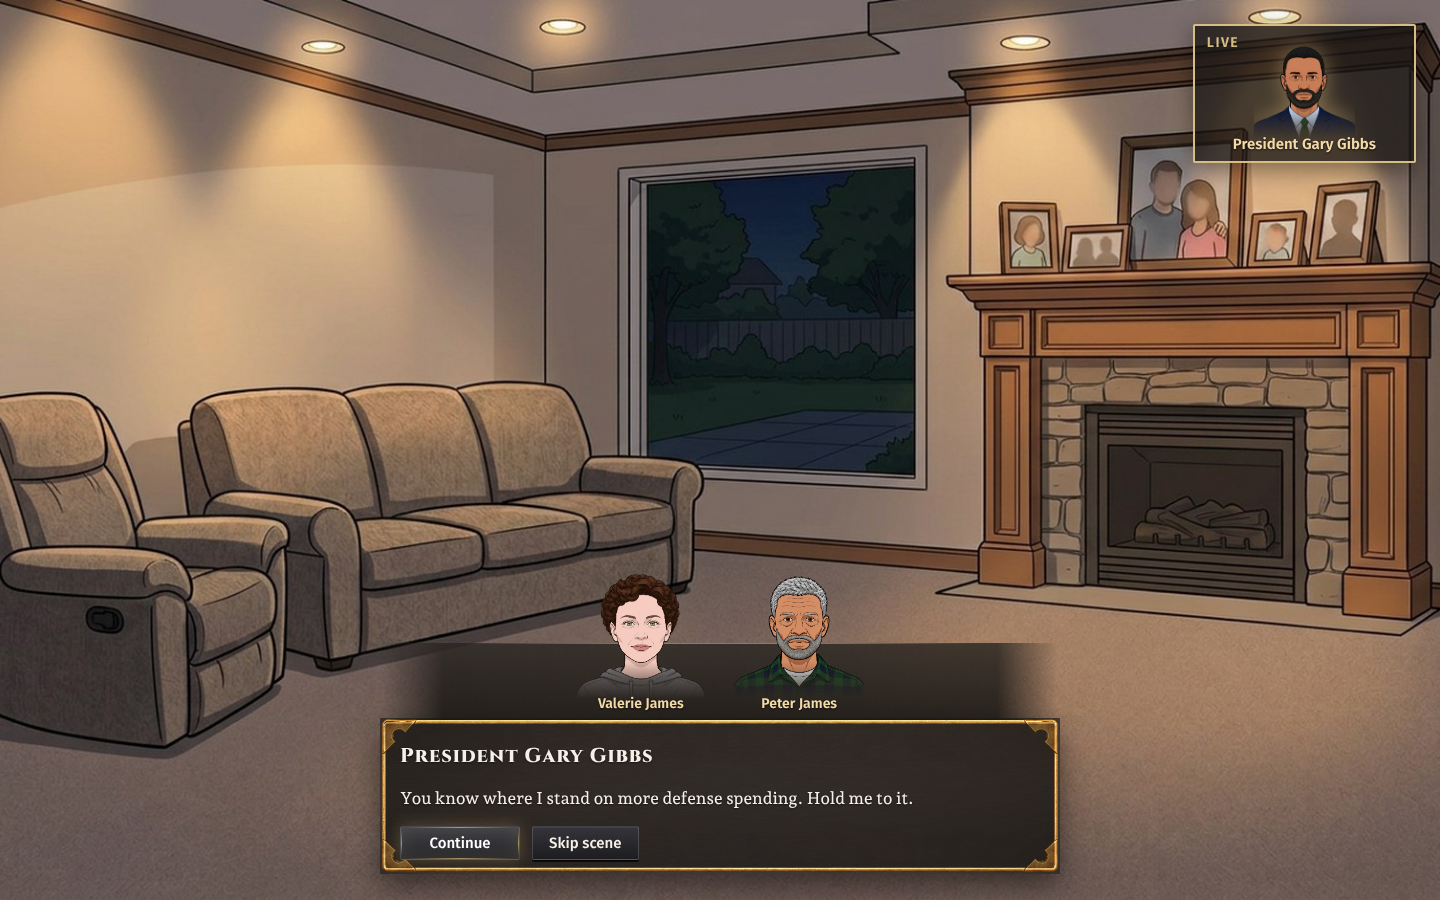 LIVE
President Gary Gibbs
Valerie James
Peter James
President Gary Gibbs
You know where I stand on more defense spending. Hold me to it.
Continue
Skip scene